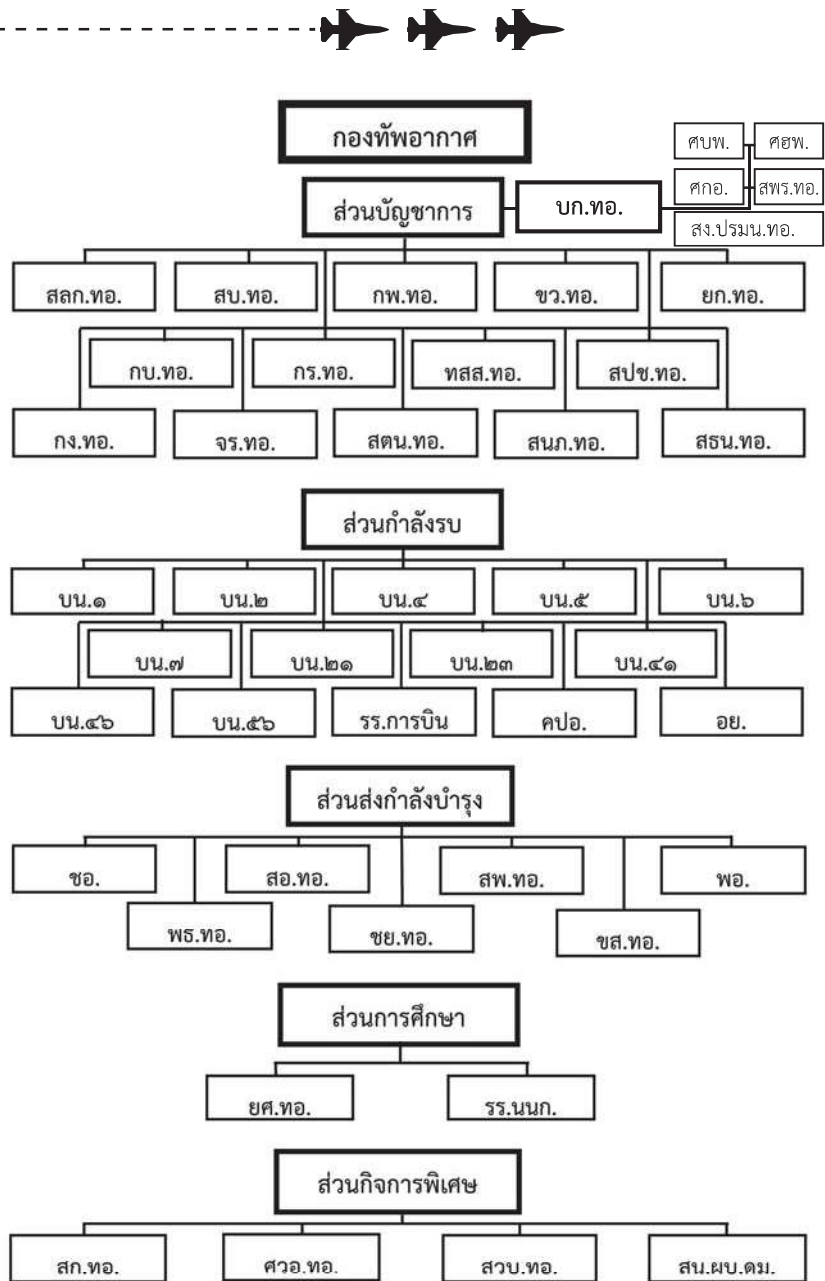 กองทัพอากาศ
ศบพ. ศฮพ.
ส่วนบัญชาการ บก.ทอ. ศกอ. สพร.ทอ.
สง.ปรมน.ทอ.
สลก.ทอ. สบ.ทอ. กพ.ทอ. ขว.ทอ. ยก.ทอ.
กบ.ทอ. กร.ทอ. ทสส.ทอ. สปช.ทอ.
กง.ทอ. จร.ทอ. สตน.ทอ. สนภ.ทอ. สธน.ทอ.
ส่วนกำลังรบ
บน.๑ บน.๒ บน.๔ บน.๕ บน.๖
บน.๗ บน.๒๑ บน.๒๓ บน.๔๑
บน.๔๖ บน.๕๖ รร.การบิน คปอ. อย.
ส่วนส่งกำลังบำรุง
ชอ. สอ.ทอ. สพ.ทอ. พอ.
พธ.ทอ. ชย.ทอ. ขส.ทอ.
ส่วนการศึกษา
ยศ.ทอ. รร.นนก.
ส่วนกิจการพิเศษ
สก.ทอ. ศวอ.ทอ. สวบ.ทอ. สน.ผบ.ดม.